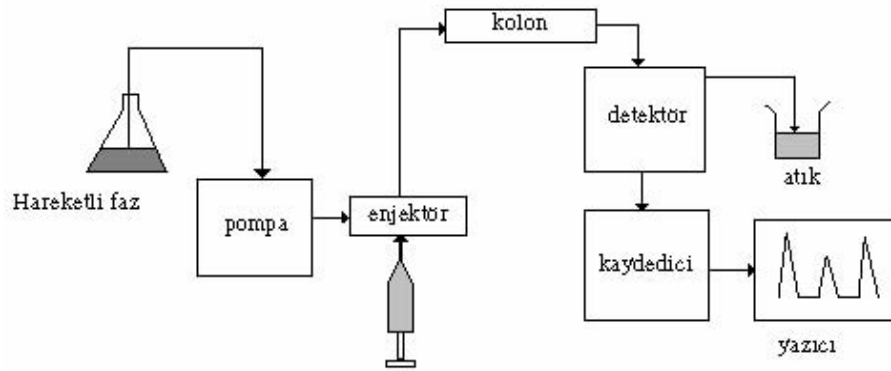 Hareketli faz
pompa
enjektör
kolon
detektör
atık
kaydedici
yazıcı